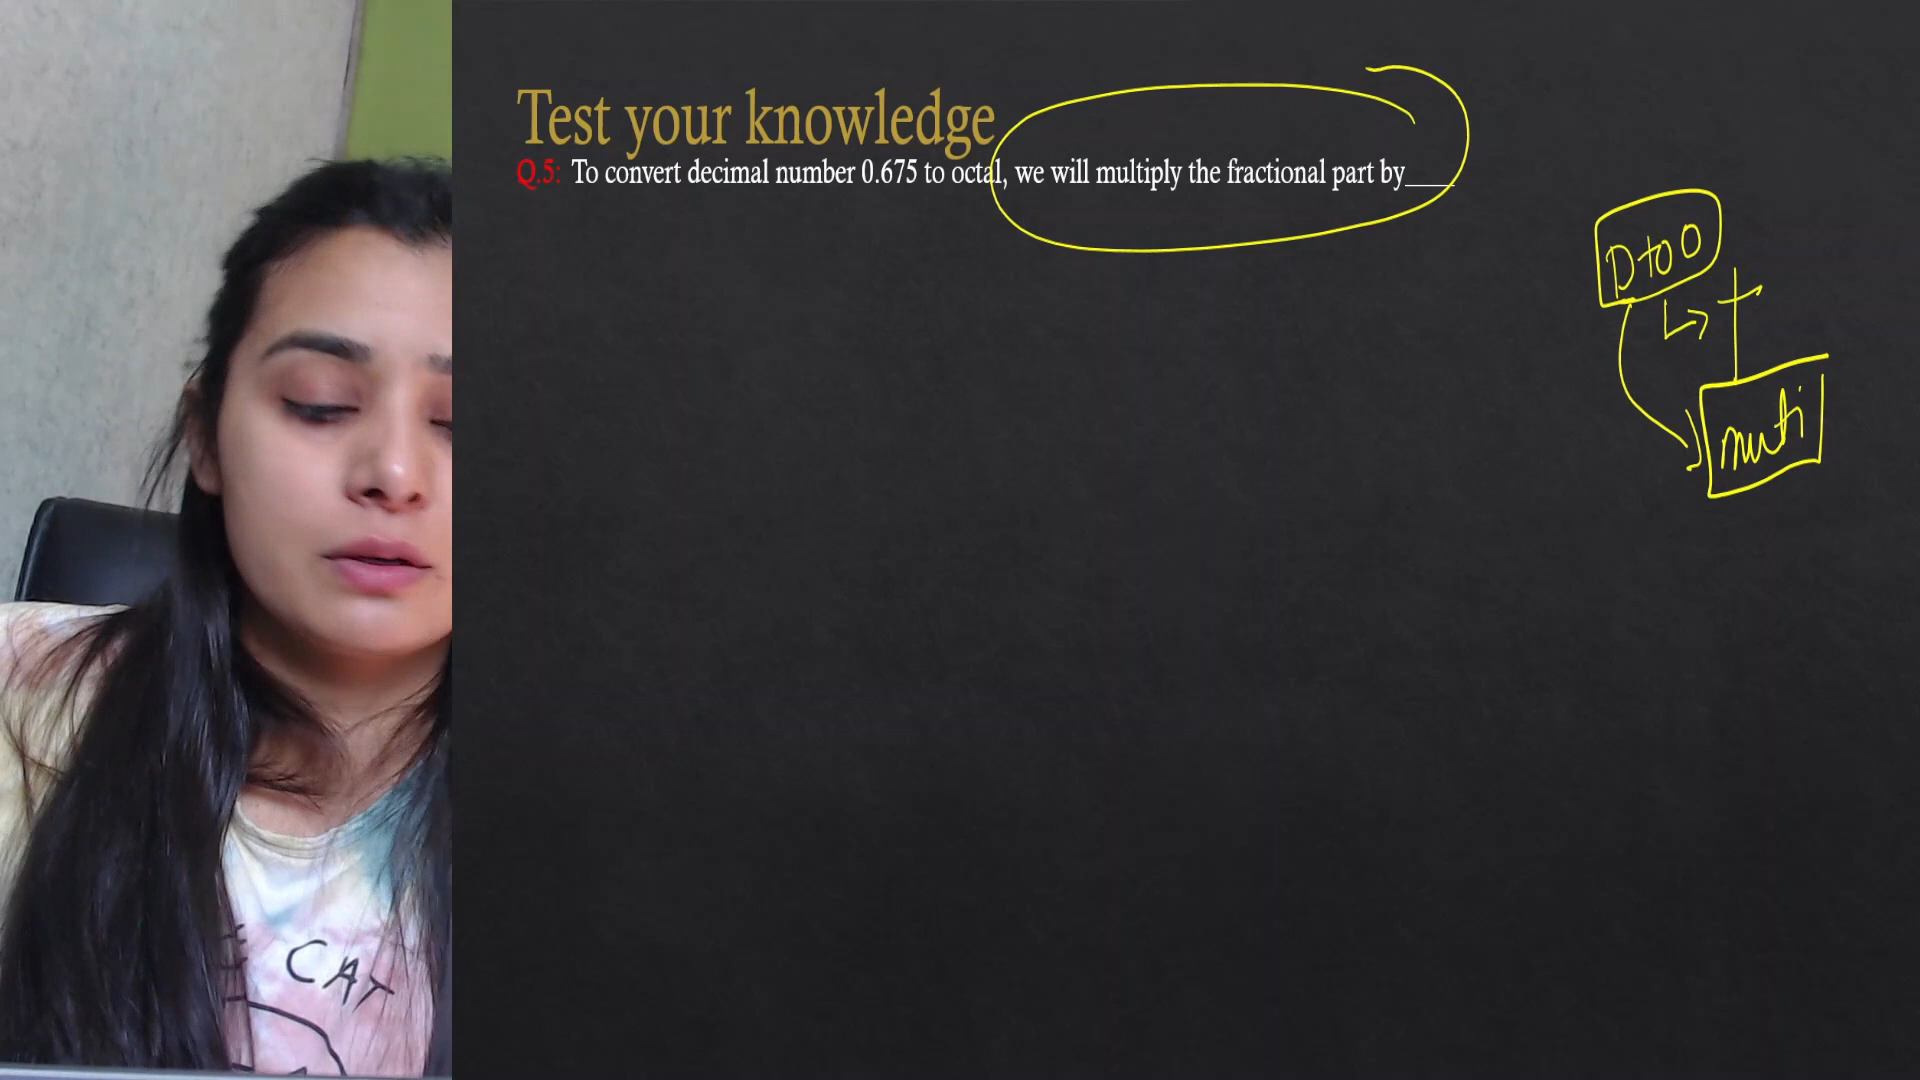 Test your knowledge
Q.5: To convert decimal number 0.675 to octal, we will multiply the fractional part by____
D to O
multi
CAT